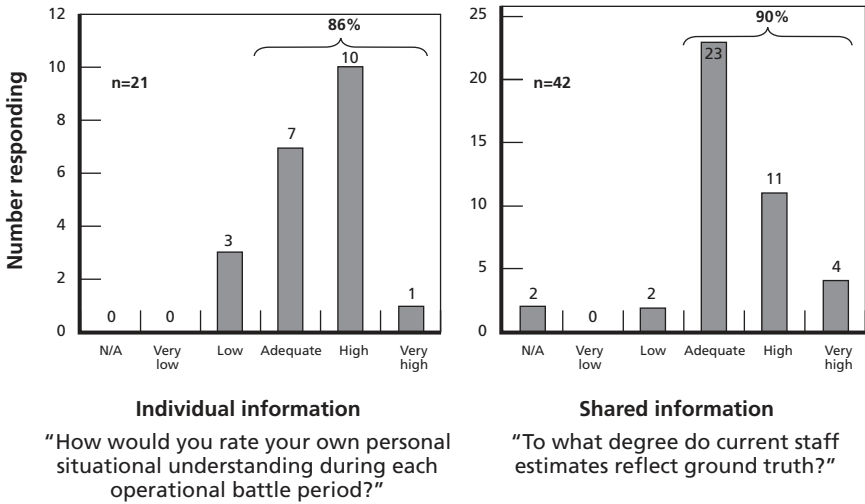 Number responding
12
10
8
6
4
2
0
n=21
86%
0
0
3
7
10
1
N/A
Very
low
Low
Adequate
High
Very
high
Individual information
“How would you rate your own personal
situational understanding during each
operational battle period?”
25
20
15
10
5
0
n=42
90%
2
0
2
23
11
4
N/A
Very
low
Low
Adequate
High
Very
high
Shared information
“To what degree do current staff
estimates reflect ground truth?”